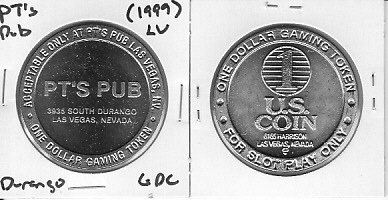 PT's
Pub
(1999)
LV
ACCEPTABLE ONLY AT PT'S PUB LAS VEGAS, NV
PT'S PUB
3935 SOUTH DURANGO
LAS VEGAS, NEVADA
• ONE DOLLAR GAMING TOKEN •
Durango
GDC
• ONE DOLLAR GAMING TOKEN •
1
U.S.
COIN
6165 HARRISON
LAS VEGAS, NEVADA
FOR SLOT PLAY ONLY